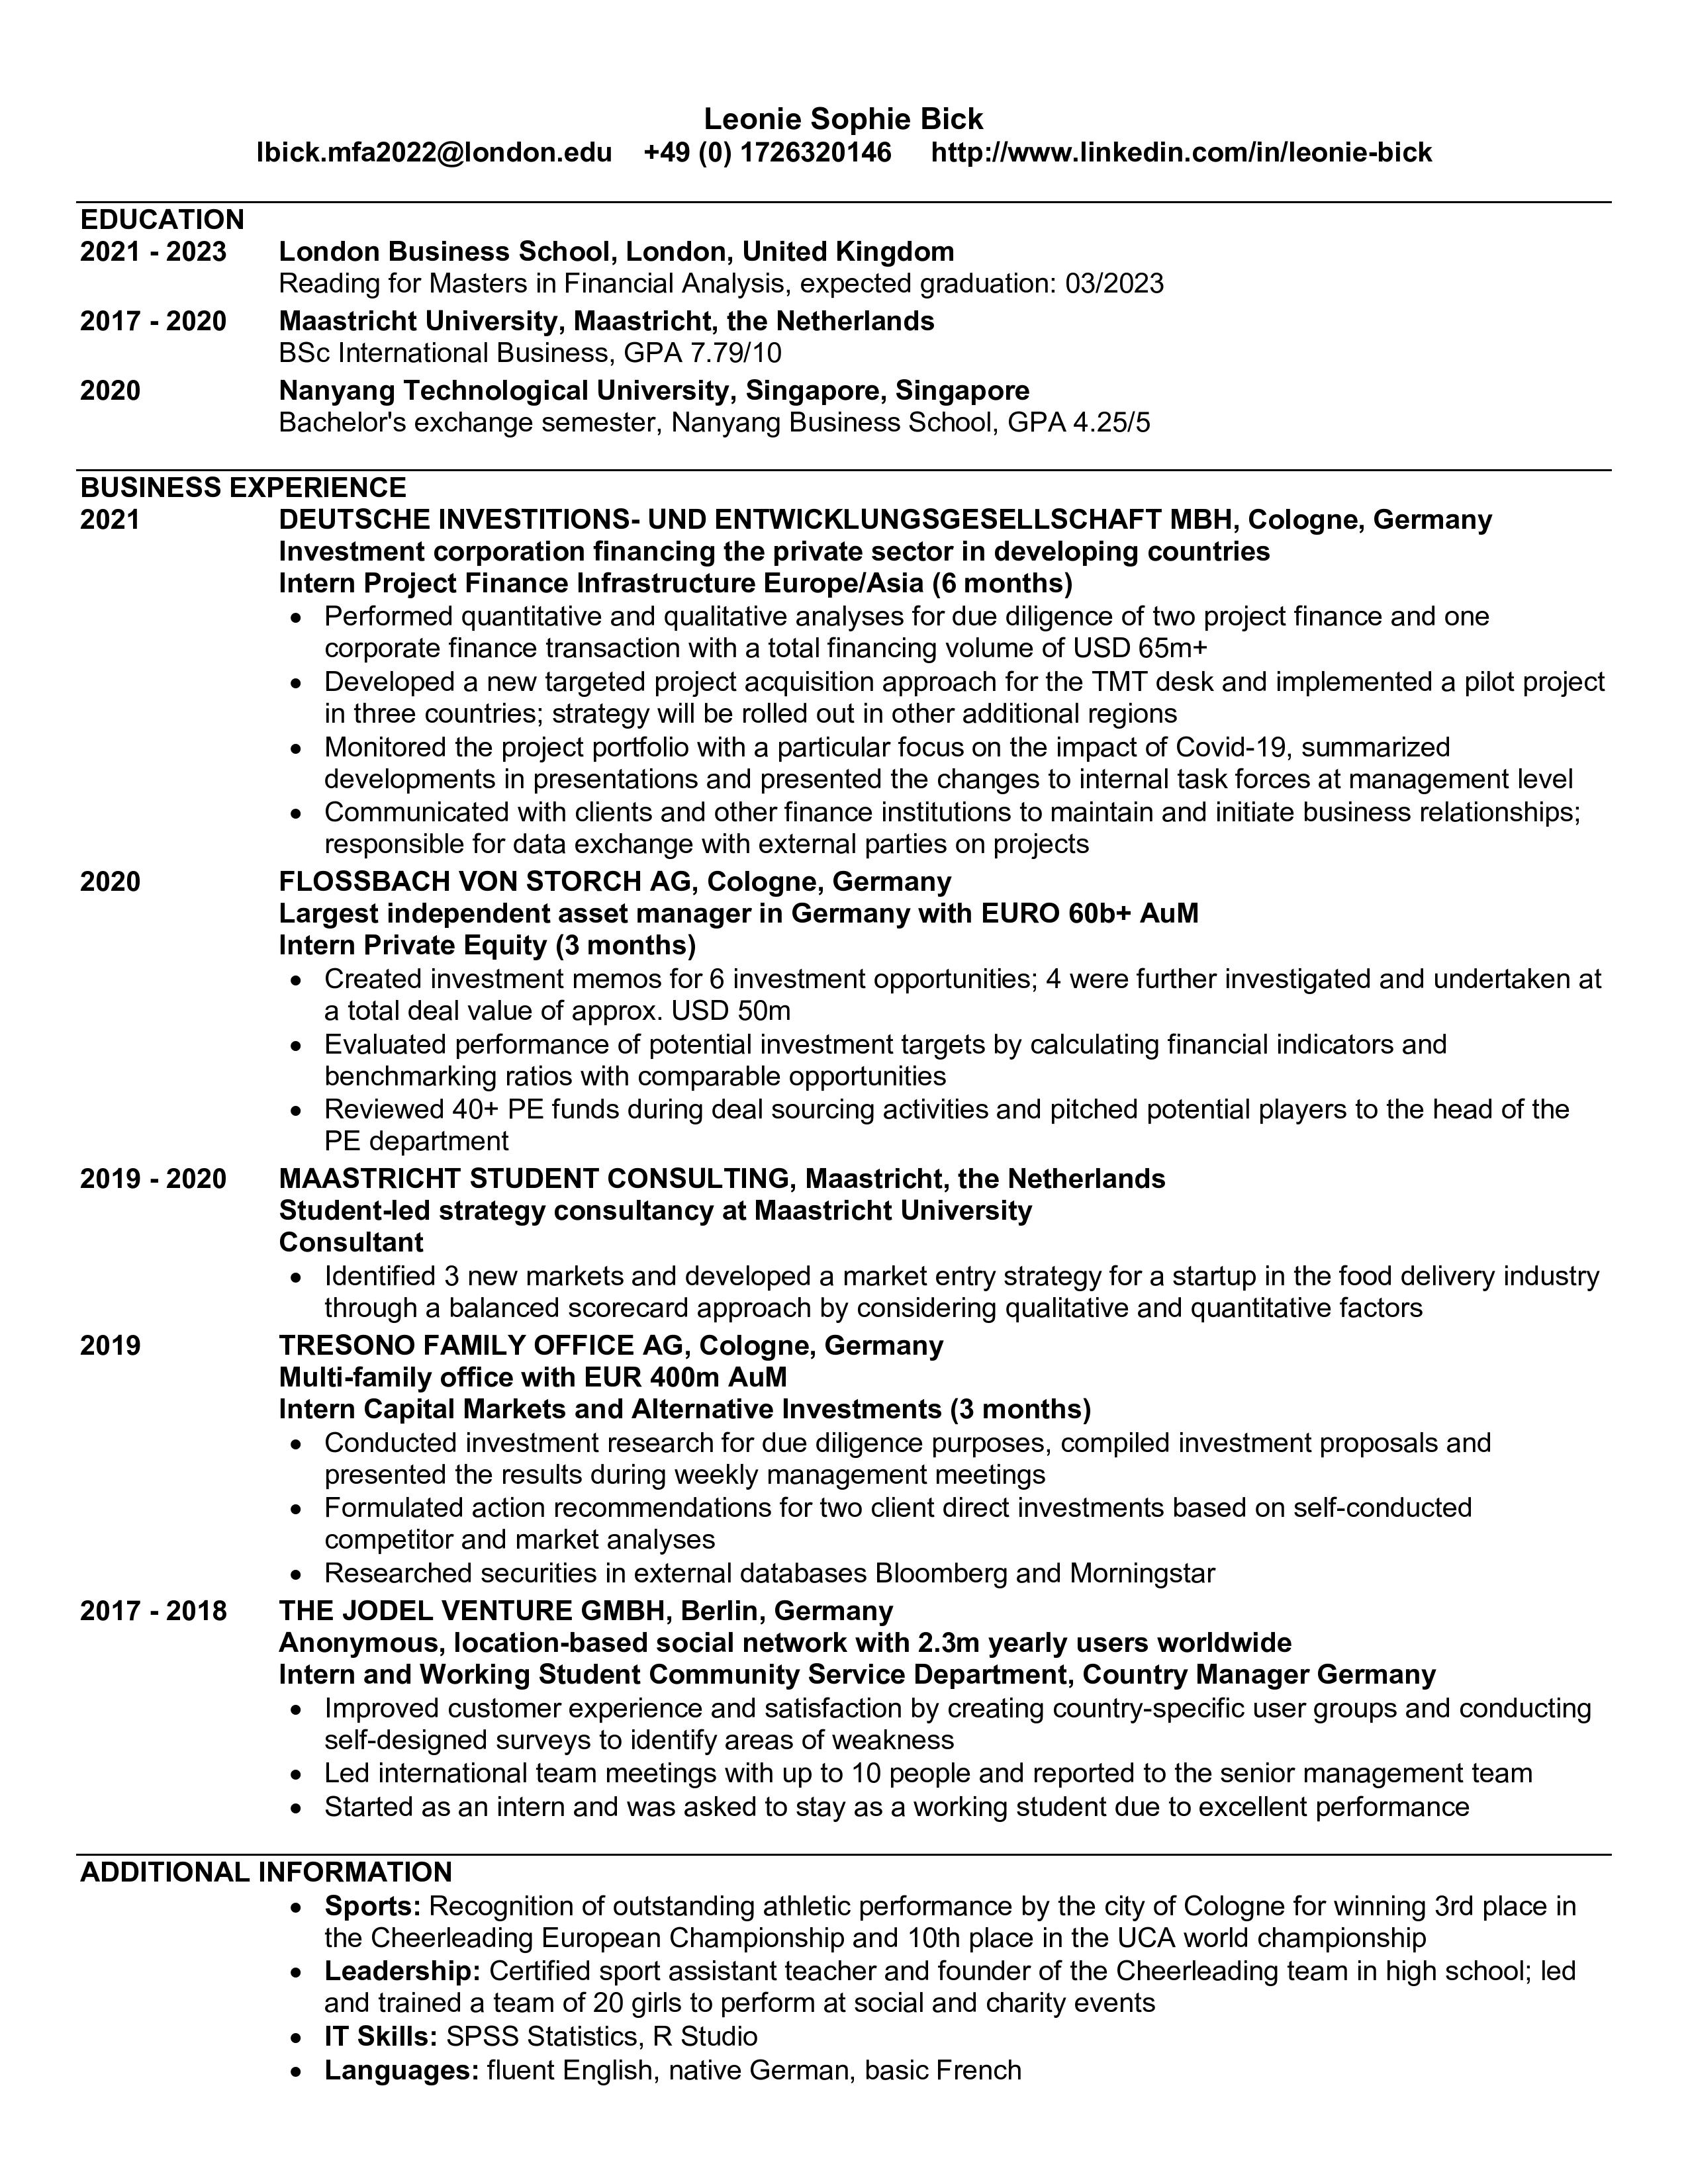 Leonie Sophie Bick
lbick.mfa2022@london.edu +49 (0) 1726320146 http://www.linkedin.com/in/leonie-bick
EDUCATION
2021 - 2023 London Business School, London, United Kingdom
Reading for Masters in Financial Analysis, expected graduation: 03/2023
2017 - 2020 Maastricht University, Maastricht, the Netherlands
BSc International Business, GPA 7.79/10
2020 Nanyang Technological University, Singapore, Singapore
Bachelor's exchange semester, Nanyang Business School, GPA 4.25/5
BUSINESS EXPERIENCE
2021 DEUTSCHE INVESTITIONS- UND ENTWICKLUNGSGESELLSCHAFT MBH, Cologne, Germany
Investment corporation financing the private sector in developing countries
Intern Project Finance Infrastructure Europe/Asia (6 months)
• Performed quantitative and qualitative analyses for due diligence of two project finance and one
corporate finance transaction with a total financing volume of USD 65m+
• Developed a new targeted project acquisition approach for the TMT desk and implemented a pilot project
in three countries; strategy will be rolled out in other additional regions
• Monitored the project portfolio with a particular focus on the impact of Covid-19, summarized
developments in presentations and presented the changes to internal task forces at management level
• Communicated with clients and other finance institutions to maintain and initiate business relationships;
responsible for data exchange with external parties on projects
2020 FLOSSBACH VON STORCH AG, Cologne, Germany
Largest independent asset manager in Germany with EURO 60b+ AuM
Intern Private Equity (3 months)
• Created investment memos for 6 investment opportunities; 4 were further investigated and undertaken at
a total deal value of approx. USD 50m
• Evaluated performance of potential investment targets by calculating financial indicators and
benchmarking ratios with comparable opportunities
• Reviewed 40+ PE funds during deal sourcing activities and pitched potential players to the head of the
PE department
2019 - 2020 MAASTRICHT STUDENT CONSULTING, Maastricht, the Netherlands
Student-led strategy consultancy at Maastricht University
Consultant
• Identified 3 new markets and developed a market entry strategy for a startup in the food delivery industry
through a balanced scorecard approach by considering qualitative and quantitative factors
2019 TRESONO FAMILY OFFICE AG, Cologne, Germany
Multi-family office with EUR 400m AuM
Intern Capital Markets and Alternative Investments (3 months)
• Conducted investment research for due diligence purposes, compiled investment proposals and
presented the results during weekly management meetings
• Formulated action recommendations for two client direct investments based on self-conducted
competitor and market analyses
• Researched securities in external databases Bloomberg and Morningstar
2017 - 2018 THE JODEL VENTURE GMBH, Berlin, Germany
Anonymous, location-based social network with 2.3m yearly users worldwide
Intern and Working Student Community Service Department, Country Manager Germany
• Improved customer experience and satisfaction by creating country-specific user groups and conducting
self-designed surveys to identify areas of weakness
• Led international team meetings with up to 10 people and reported to the senior management team
• Started as an intern and was asked to stay as a working student due to excellent performance
ADDITIONAL INFORMATION
• Sports: Recognition of outstanding athletic performance by the city of Cologne for winning 3rd place in
the Cheerleading European Championship and 10th place in the UCA world championship
• Leadership: Certified sport assistant teacher and founder of the Cheerleading team in high school; led
and trained a team of 20 girls to perform at social and charity events
• IT Skills: SPSS Statistics, R Studio
• Languages: fluent English, native German, basic French